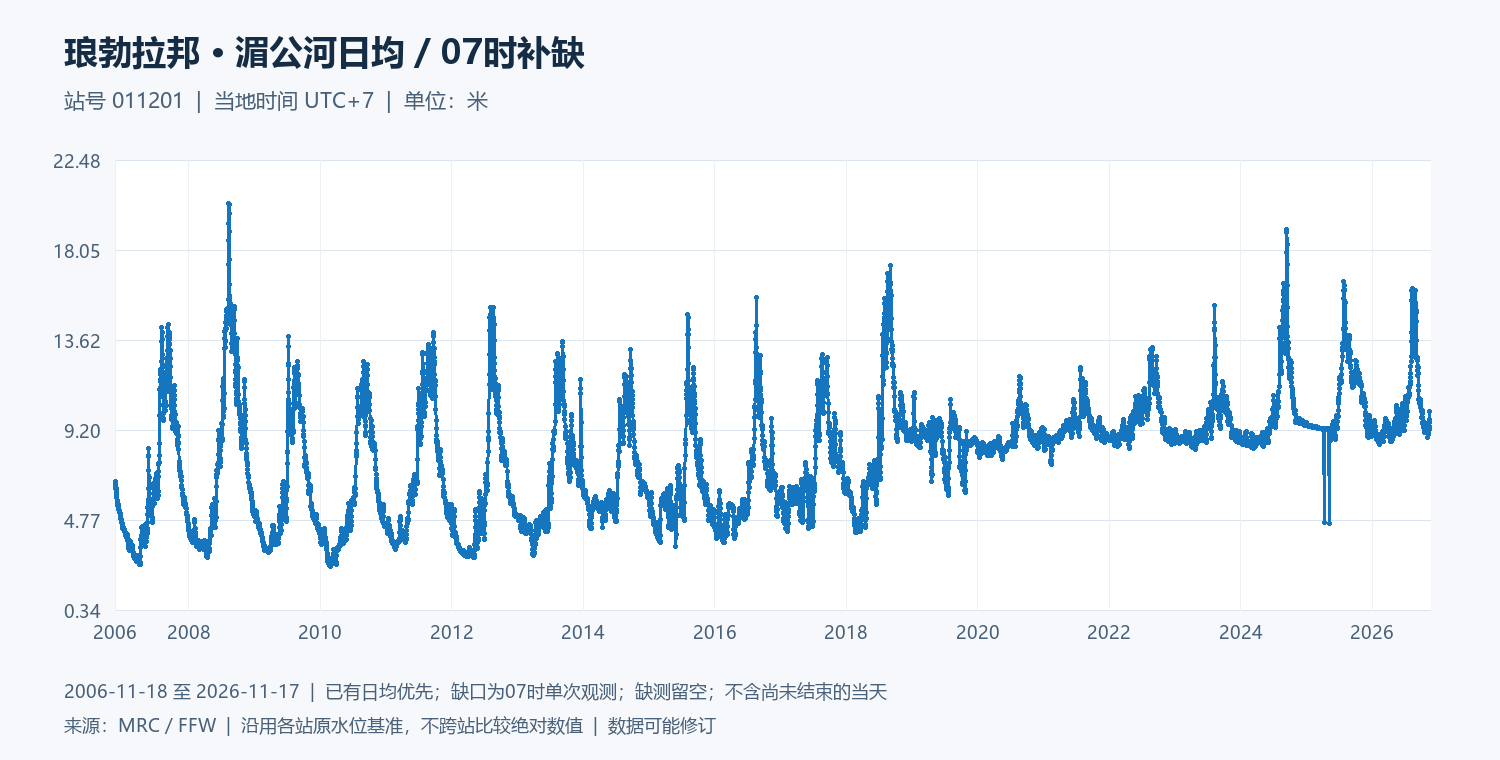 琅勃拉邦 • 湄公河日均 / 07时补缺
站号 011201 | 当地时间 UTC+7 | 单位：米
22.48
18.05
13.62
9.20
4.77
0.34
2006 2008 2010 2012 2014 2016 2018 2020 2022 2024 2026
2006-11-18 至 2026-11-17 | 已有日均优先；缺口为07时单次观测；缺测留空；不含尚未结束的当天
来源：MRC / FFW | 沿用各站原水位基准，不跨站比较绝对数值 | 数据可能修订